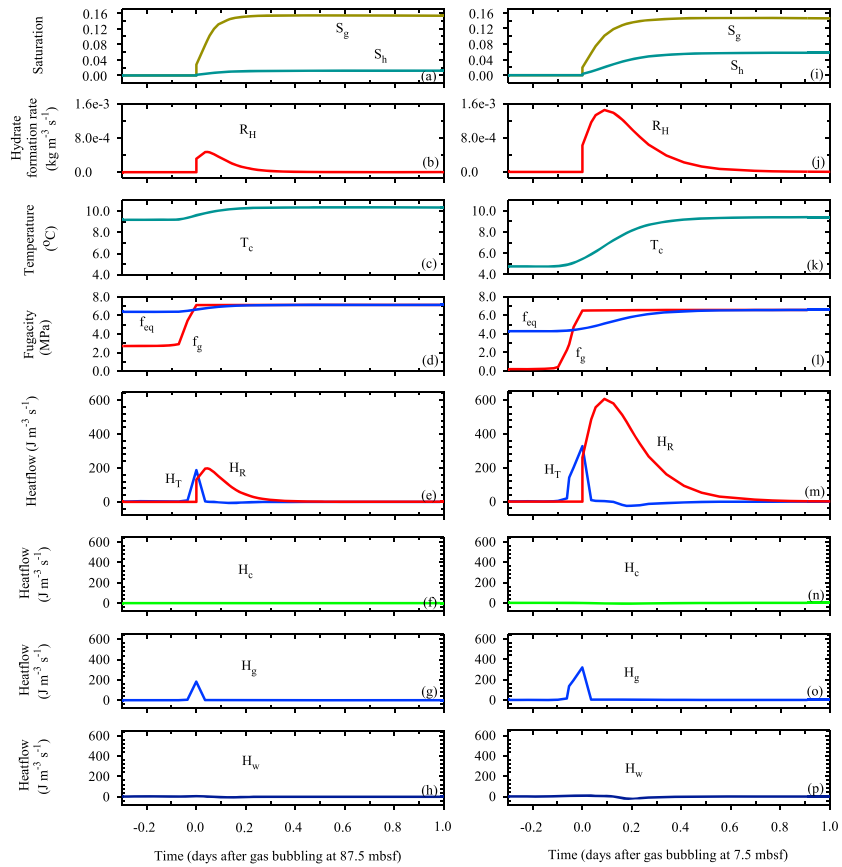 Saturation
0.16
0.12
0.08
0.04
0.00
S_g
S_h
(a)
0.16
0.12
0.08
0.04
0.00
S_g
S_h
(i)
Hydrate
formation rate
(kg m⁻³ s⁻¹)
1.6e-3
8.0e-4
0.0
R_H
(b)
1.6e-3
8.0e-4
0.0
R_H
(j)
Temperature
(°C)
10.0
8.0
6.0
4.0
T_c
(c)
10.0
8.0
6.0
4.0
T_c
(k)
Fugacity
(MPa)
8.0
6.0
4.0
2.0
0.0
f_eq
f_g
(d)
8.0
6.0
4.0
2.0
0.0
f_eq
f_g
(l)
Heatflow (J m⁻³ s⁻¹)
600
400
200
0
H_T
H_R
(e)
600
400
200
0
H_T
H_R
(m)
Heatflow
(J m⁻³ s⁻¹)
600
400
200
0
H_c
(f)
600
400
200
0
H_c
(n)
Heatflow
(J m⁻³ s⁻¹)
600
400
200
0
H_g
(g)
600
400
200
0
H_g
(o)
Heatflow
(J m⁻³ s⁻¹)
600
400
200
0
H_w
(h)
600
400
200
0
H_w
(p)
-0.2 0.0 0.2 0.4 0.6 0.8 1.0
-0.2 0.0 0.2 0.4 0.6 0.8 1.0
Time (days after gas bubbling at 87.5 mbsf)
Time (days after gas bubbling at 7.5 mbsf)